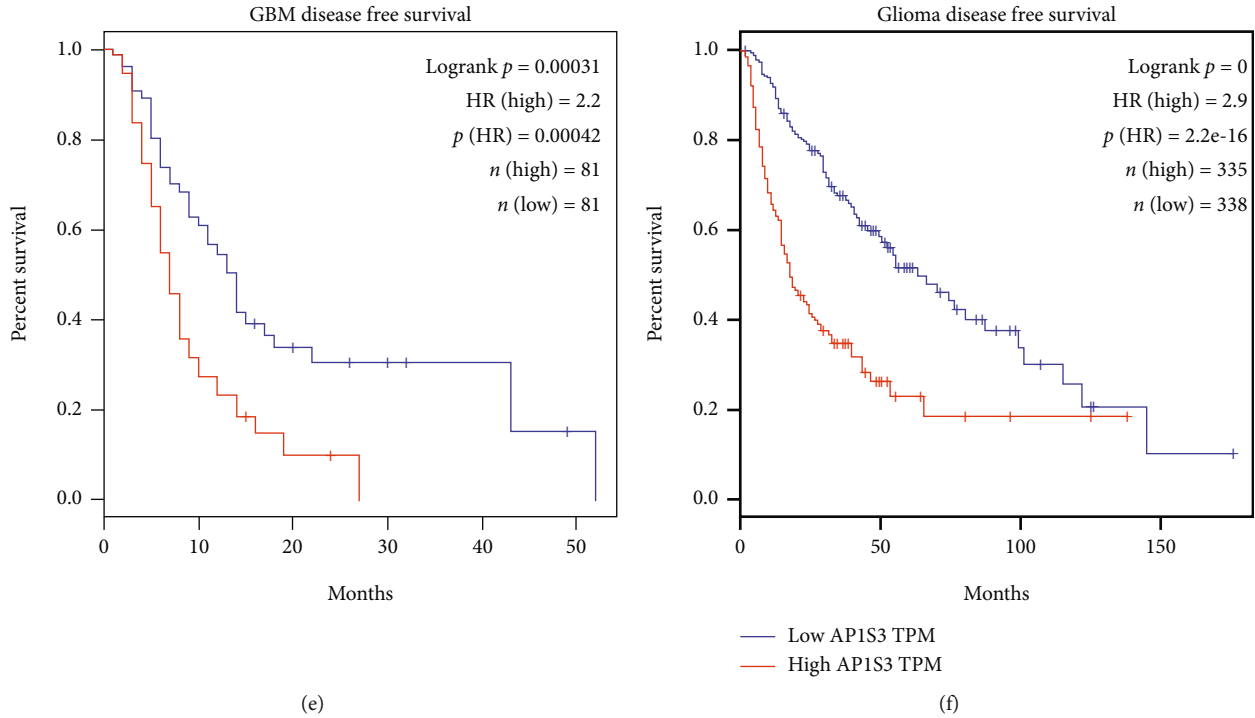 GBM disease free survival
1.0
0.8
0.6
0.4
0.2
0.0
Percent survival
Logrank p = 0.00031
HR (high) = 2.2
p (HR) = 0.00042
n (high) = 81
n (low) = 81
0 10 20 30 40 50
Months
(e)
Glioma disease free survival
1.0
0.8
0.6
0.4
0.2
0.0
Percent survival
Logrank p = 0
HR (high) = 2.9
p (HR) = 2.2e-16
n (high) = 335
n (low) = 338
0 50 100 150
Months
Low AP1S3 TPM
High AP1S3 TPM
(f)